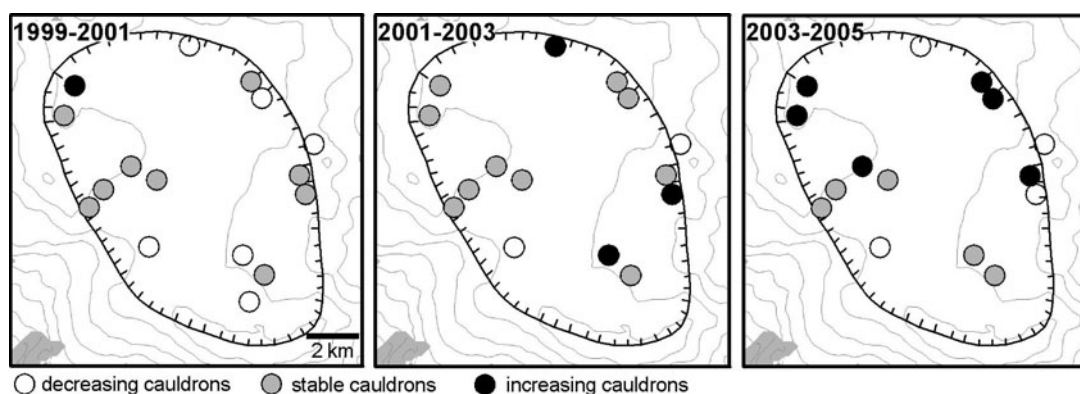 1999-2001
2001-2003
2003-2005
2 km
decreasing cauldrons
stable cauldrons
increasing cauldrons